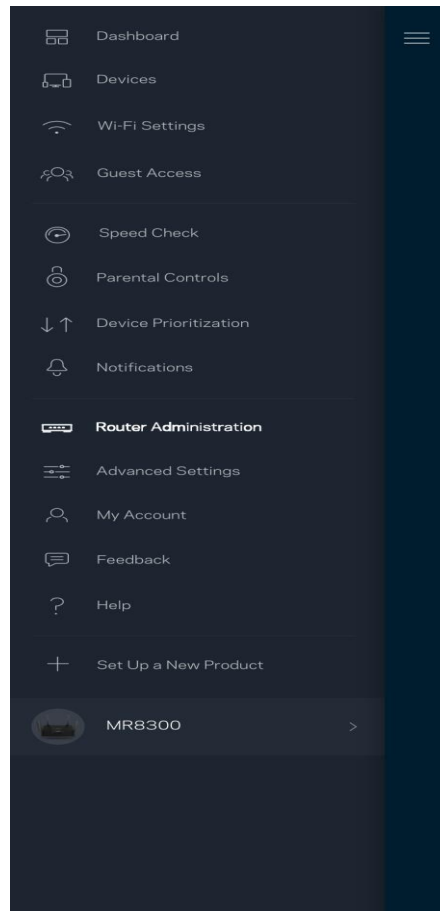 Dashboard
Devices
Wi-Fi Settings
Guest Access
Speed Check
Parental Controls
Device Prioritization
Notifications
Router Administration
Advanced Settings
My Account
Feedback
Help
Set Up a New Product
MR8300